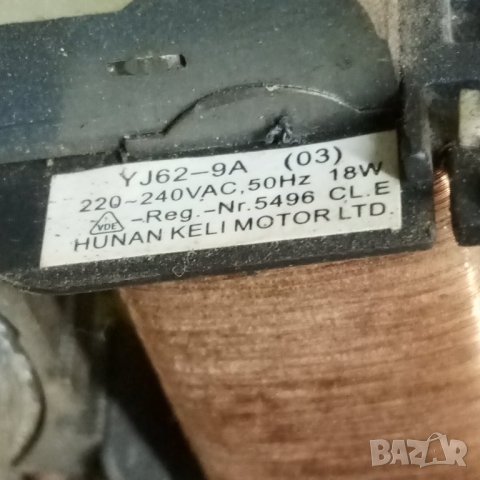 YJ62-9A (03)
220~240VAC,50Hz 18W
VDE -Reg.-Nr.5496 CL.E
HUNAN KELI MOTOR LTD.
BAZAR